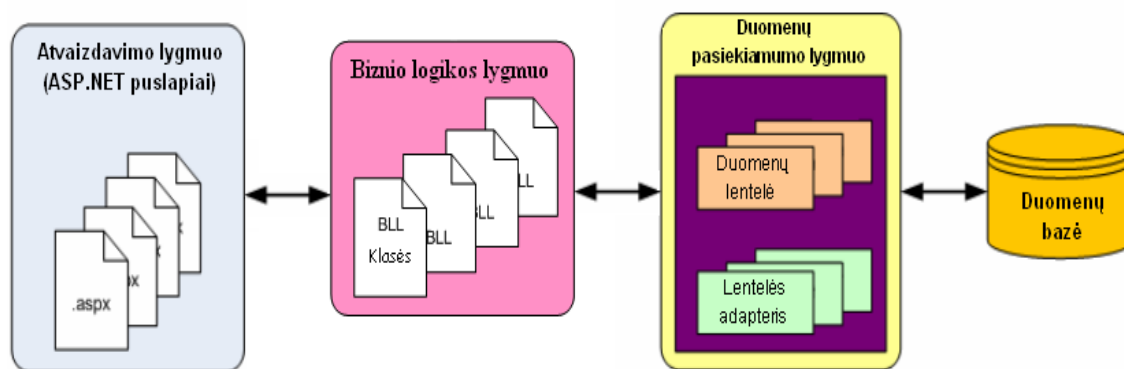 Atvaizdavimo lygmuo
(ASP.NET puslapiai)
.aspx
x
x
x
Biznio logikos lygmuo
BLL
Klasės
BLL
BLL
LL
Duomenų
pasiekiamumo lygmuo
Duomenų
lentelė
Lentelės
adapteris
Duomenų
bazė